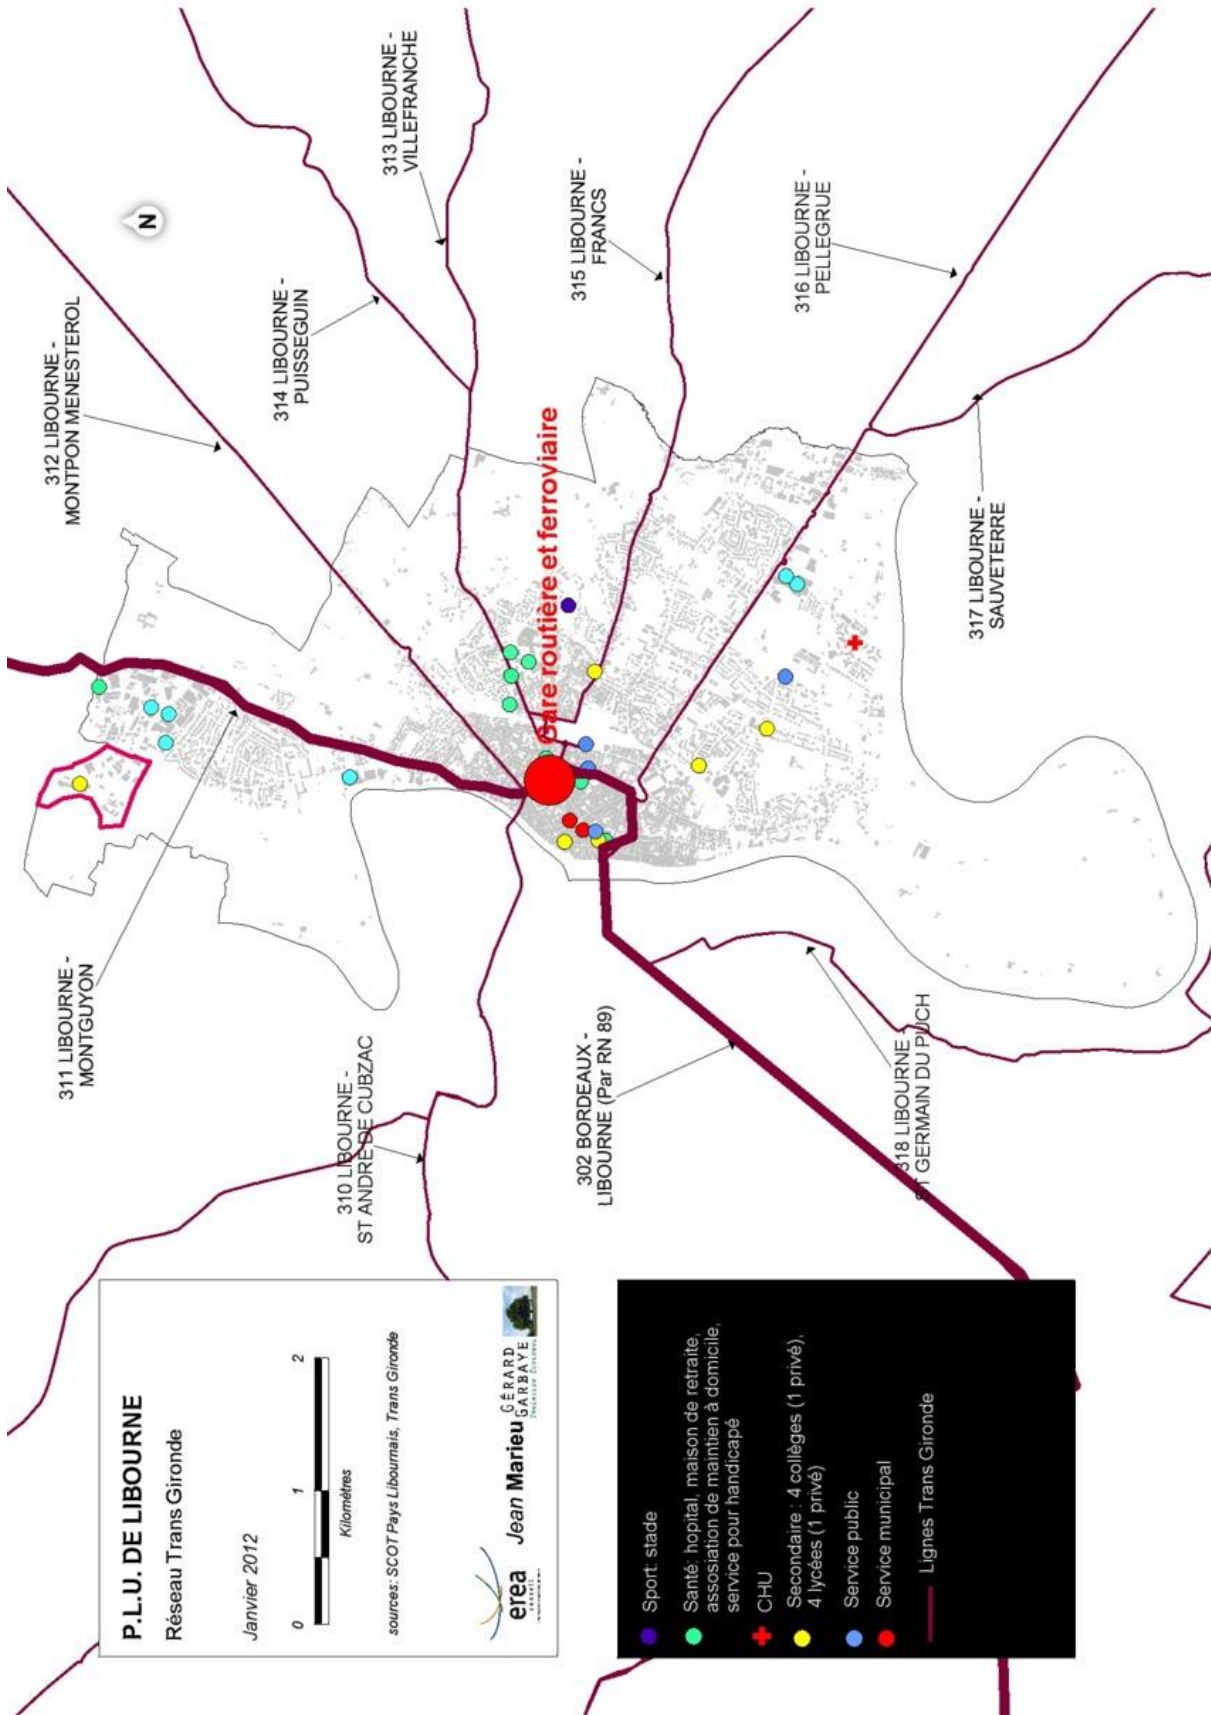 P.L.U. DE LIBOURNE
Réseau Trans Gironde
Janvier 2012
0 1 2
Kilomètres
sources: SCOT Pays Libournais, Trans Gironde
erea
conseil
Jean Marieu
GÉRARD
GARBAYE
Sport: stade
Santé: hopital, maison de retraite,
assosiation de maintien à domicile,
service pour handicapé
CHU
Secondaire : 4 collèges (1 privé),
4 lycées (1 privé)
Service public
Service municipal
Lignes Trans Gironde
311 LIBOURNE -
MONTGUYON
310 LIBOURNE -
ST ANDRE DE CUBZAC
302 BORDEAUX -
LIBOURNE (Par RN 89)
318 LIBOURNE -
ST GERMAIN DU PUCH
312 LIBOURNE -
MONTPON MENESTEROL
314 LIBOURNE -
PUISSEGUIN
313 LIBOURNE -
VILLEFRANCHE
315 LIBOURNE -
FRANCS
316 LIBOURNE -
PELLEGRUE
317 LIBOURNE -
SAUVETERRE
Gare routière et ferroviaire
N